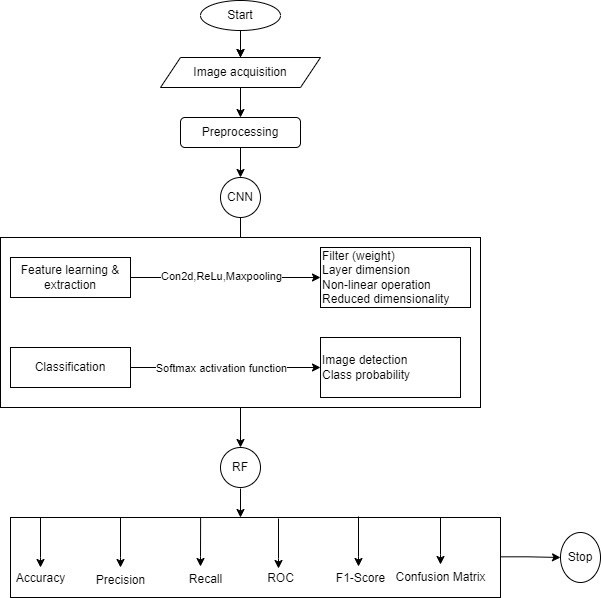 Start
Image acquisition
Preprocessing
CNN
Feature learning &
extraction
Con2d,ReLu,Maxpooling
Filter (weight)
Layer dimension
Non-linear operation
Reduced dimensionality
Classification
Softmax activation function
Image detection
Class probability
RF
Accuracy
Precision
Recall
ROC
F1-Score
Confusion Matrix
Stop